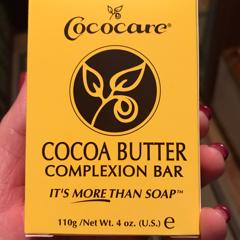 Cococare®
COCOA BUTTER
COMPLEXION BAR
IT'S MORE THAN SOAP™
110g/Net Wt. 4 oz. (U.S.) ℮